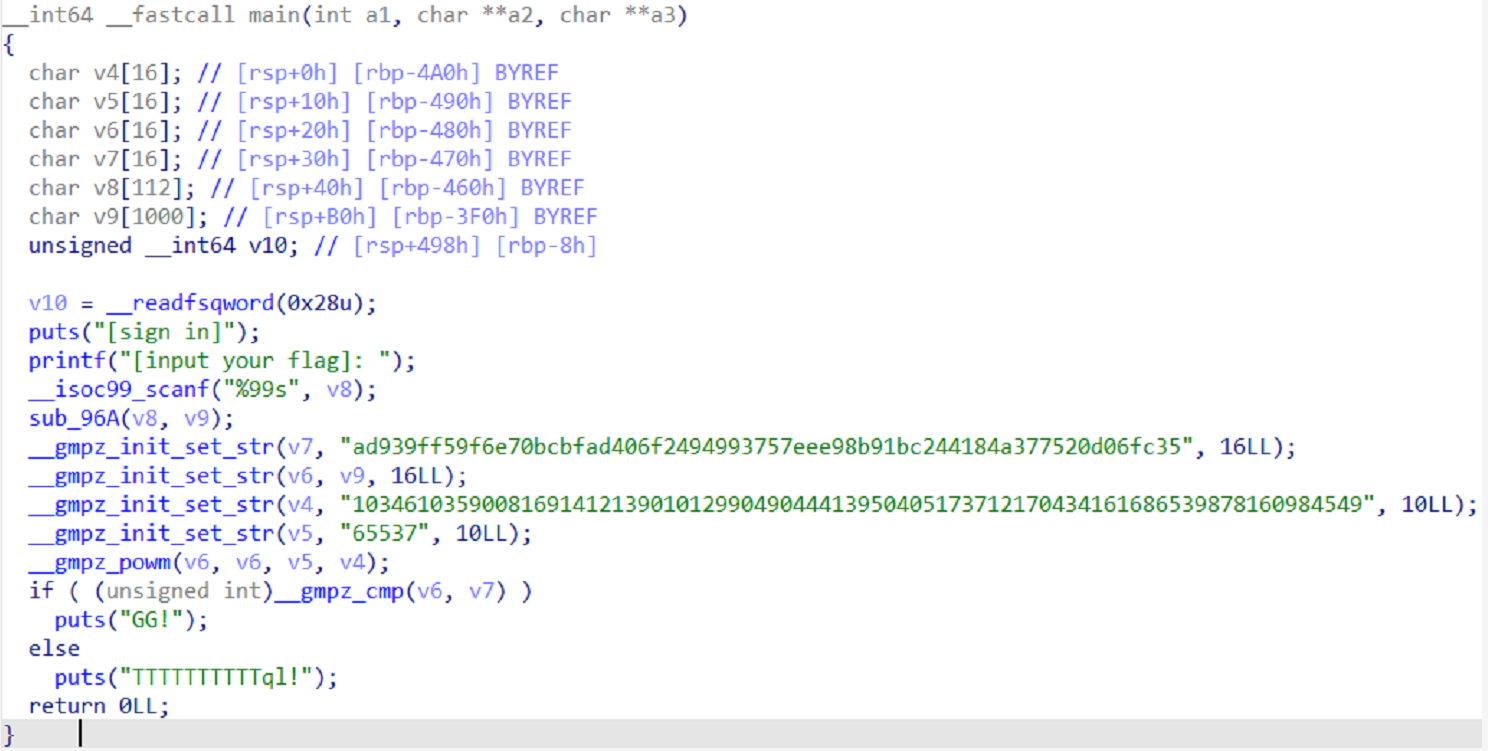 __int64 __fastcall main(int a1, char **a2, char **a3)
{
  char v4[16]; // [rsp+0h] [rbp-4A0h] BYREF
  char v5[16]; // [rsp+10h] [rbp-490h] BYREF
  char v6[16]; // [rsp+20h] [rbp-480h] BYREF
  char v7[16]; // [rsp+30h] [rbp-470h] BYREF
  char v8[112]; // [rsp+40h] [rbp-460h] BYREF
  char v9[1000]; // [rsp+B0h] [rbp-3F0h] BYREF
  unsigned __int64 v10; // [rsp+498h] [rbp-8h]

  v10 = __readfsqword(0x28u);
  puts("[sign in]");
  printf("[input your flag]: ");
  __isoc99_scanf("%99s", v8);
  sub_96A(v8, v9);
  __gmpz_init_set_str(v7, "ad939ff59f6e70bcbfad406f2494993757eee98b91bc244184a377520d06fc35", 16LL);
  __gmpz_init_set_str(v6, v9, 16LL);
  __gmpz_init_set_str(v4, "103461035900816914121390101299049044413950405173712170434161686539878160984549", 10LL);
  __gmpz_init_set_str(v5, "65537", 10LL);
  __gmpz_powm(v6, v6, v5, v4);
  if ( (unsigned int)__gmpz_cmp(v6, v7) )
    puts("GG!");
  else
    puts("TTTTTTTTTTql!");
  return 0LL;
}